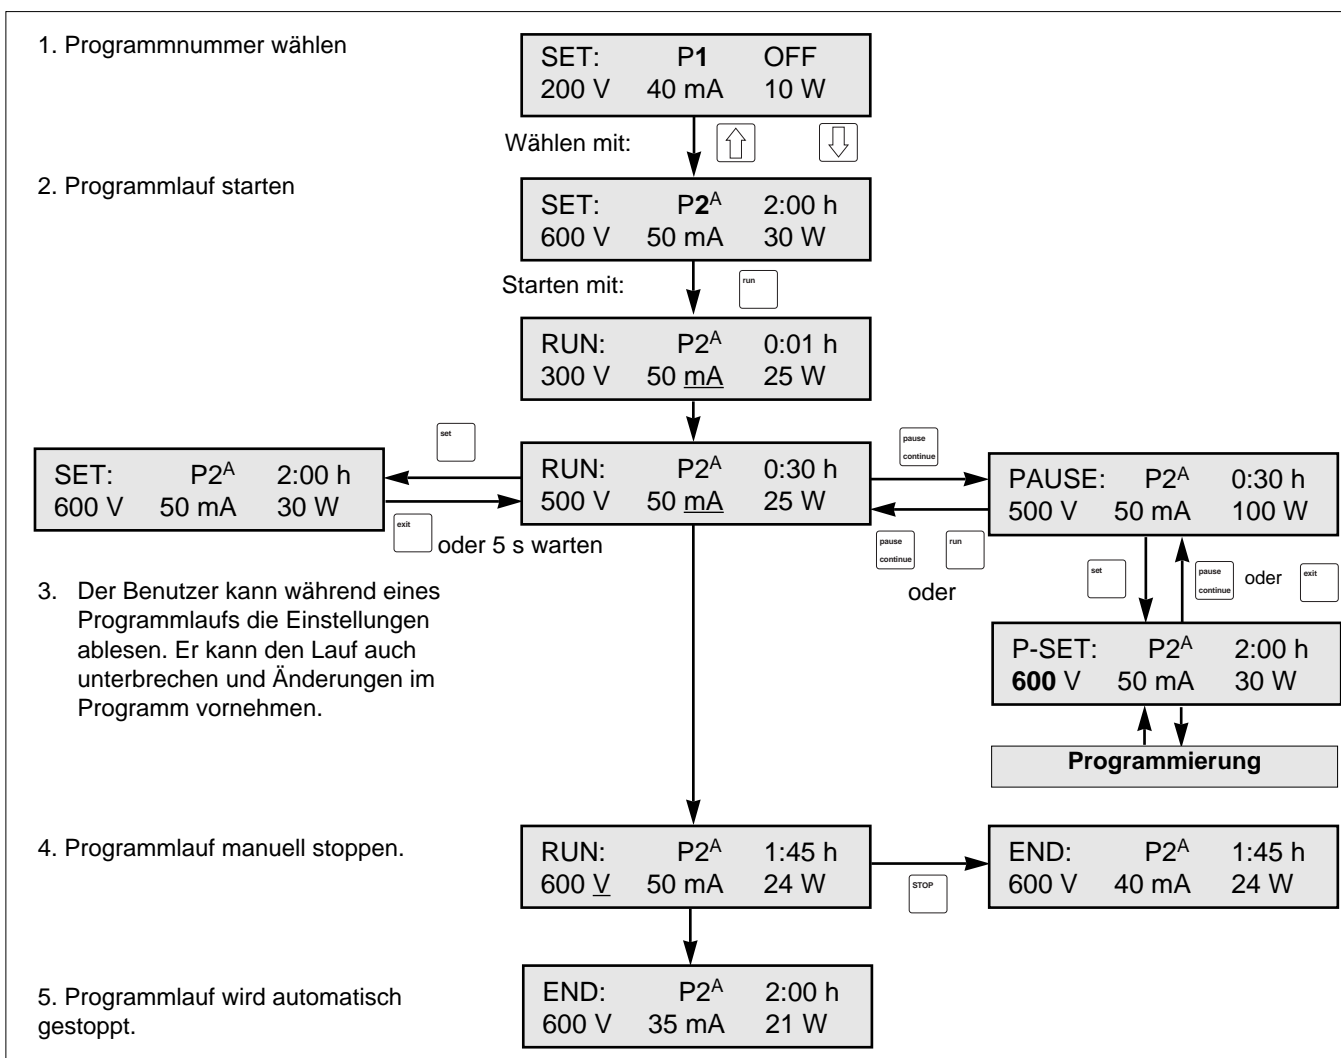 1. Programmnummer wählen
SET: P1 OFF
200 V 40 mA 10 W
Wählen mit:
2. Programmlauf starten
SET: P2ᴬ 2:00 h
600 V 50 mA 30 W
Starten mit:
run
RUN: P2ᴬ 0:01 h
300 V 50 mA 25 W
set
pause
continue
SET: P2ᴬ 2:00 h
600 V 50 mA 30 W
RUN: P2ᴬ 0:30 h
500 V 50 mA 25 W
PAUSE: P2ᴬ 0:30 h
500 V 50 mA 100 W
exit
oder 5 s warten
pause
continue
run
oder
set
pause
continue
oder
exit
3. Der Benutzer kann während eines
Programmlaufs die Einstellungen
ablesen. Er kann den Lauf auch
unterbrechen und Änderungen im
Programm vornehmen.
P-SET: P2ᴬ 2:00 h
600 V 50 mA 30 W
Programmierung
4. Programmlauf manuell stoppen.
RUN: P2ᴬ 1:45 h
600 V 50 mA 24 W
STOP
END: P2ᴬ 1:45 h
600 V 40 mA 24 W
5. Programmlauf wird automatisch
gestoppt.
END: P2ᴬ 2:00 h
600 V 35 mA 21 W